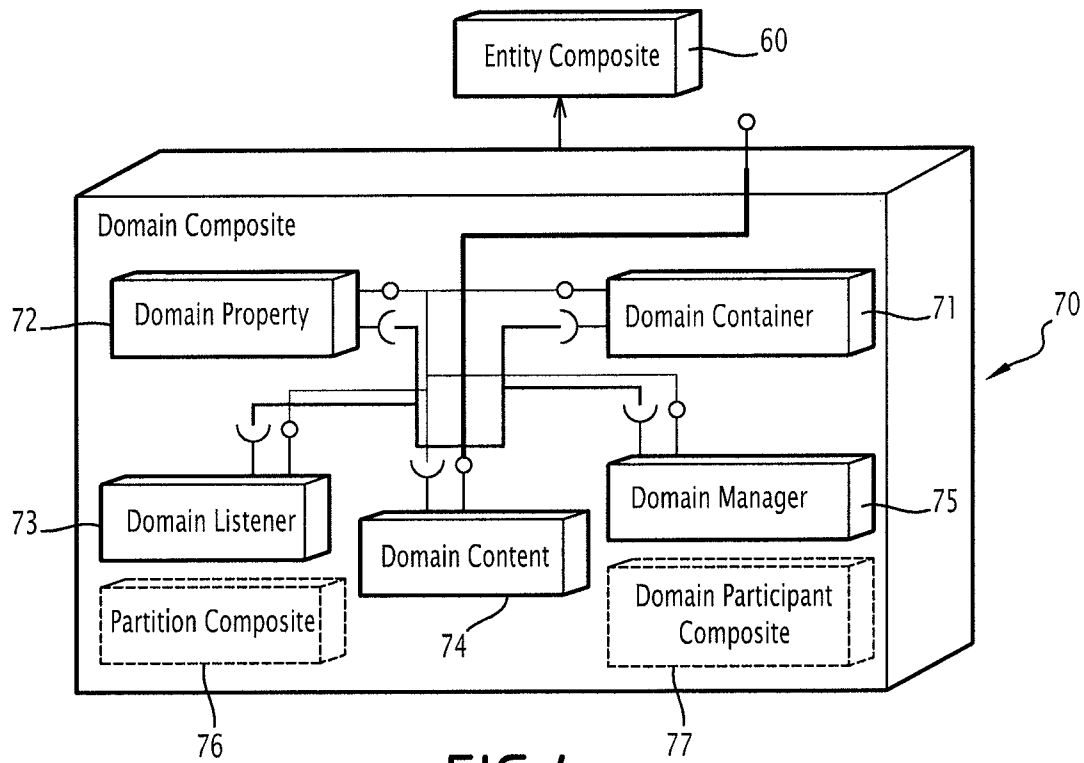 Entity Composite
60
Domain Composite
Domain Property
72
Domain Container
71
70
Domain Listener
73
Domain Content
74
Domain Manager
75
Partition Composite
76
Domain Participant
Composite
77